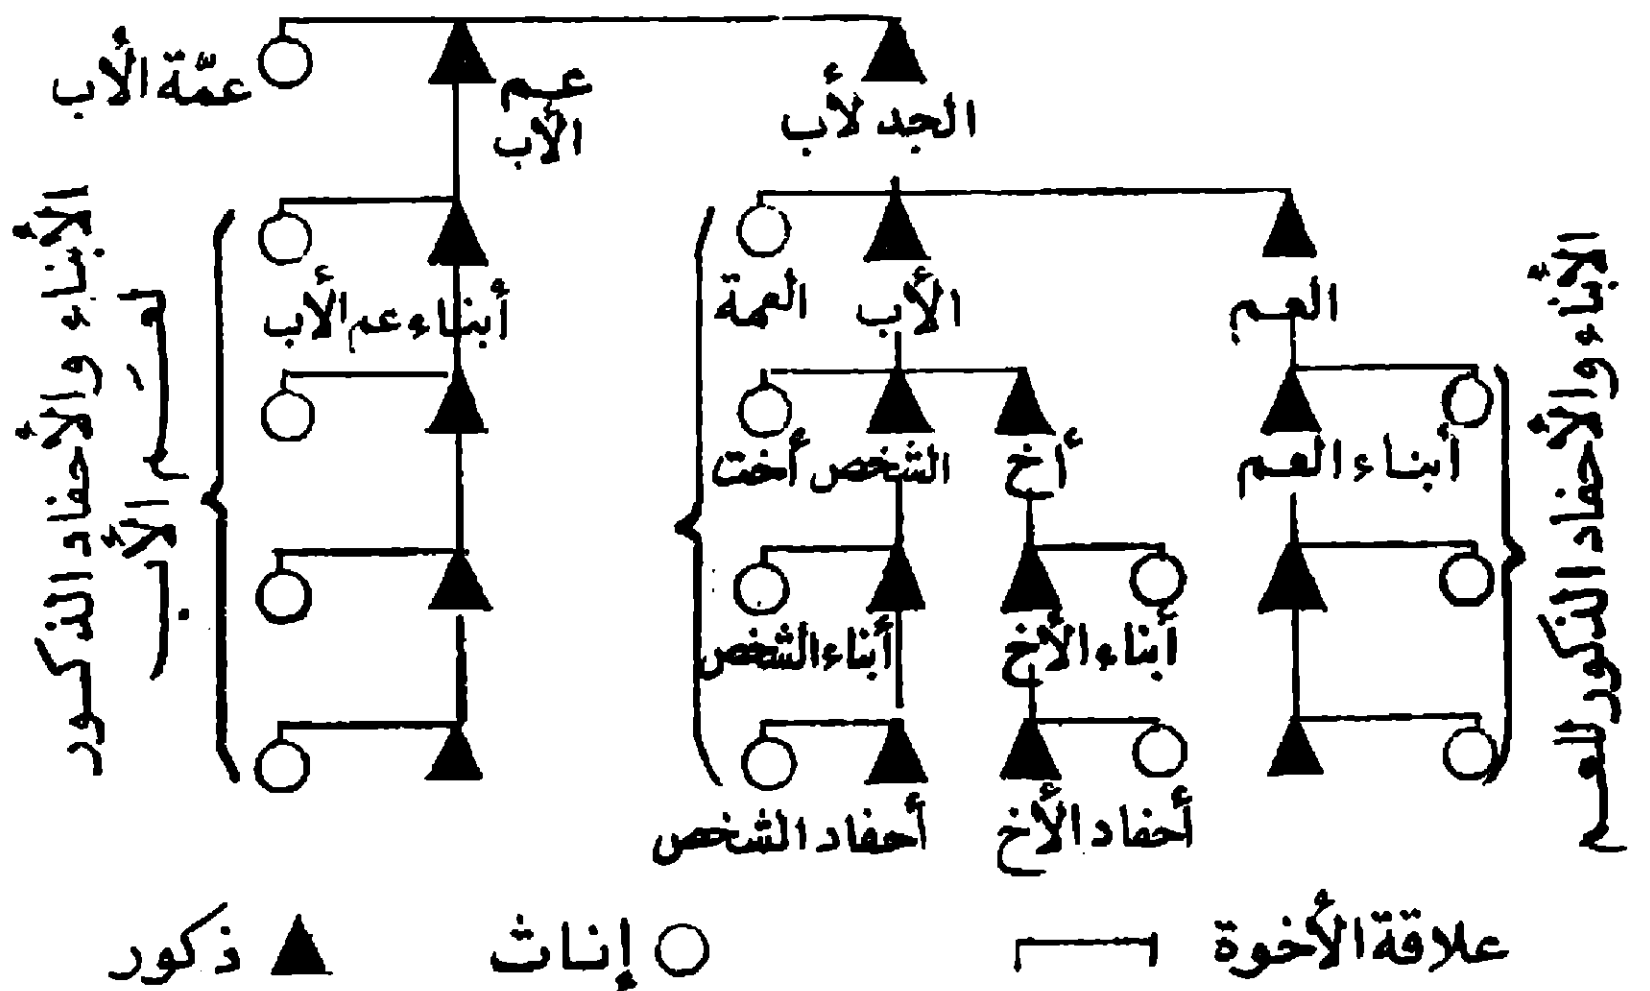 الجد لأب
عم
الأب
عمّة الأب
العم
الأب
العمة
أبناء عم الأب
أبناء العم
أخ
الشخص
أخت
أبناء الأخ
أبناء الشخص
أحفاد الأخ
أحفاد الشخص
الأبناء والأحفاد الذكور للعم
الأبناء والأحفاد الذكور
لعم الأب
علاقة الأخوة
إناث
ذكور